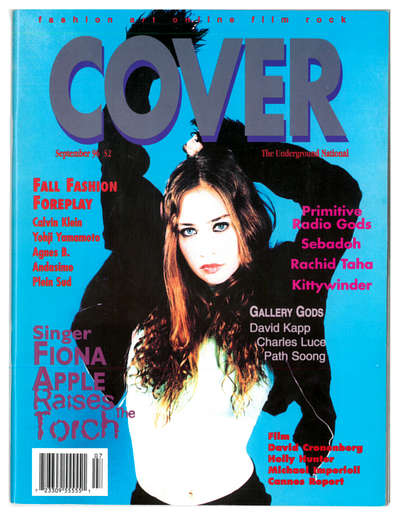 fashion art online film rock
COVER
September 96 $2
The Underground National
FALL FASHION
FOREPLAY
Calvin Klein
Yohji Yamamoto
Agnes B.
Plein Sud
Primitive
Radio Gods
Sebadoh
Rachid Taha
Kittywinder
GALLERY GODS
David Kapp
Charles Luce
Path Soong
Singer
FIONA
APPLE
Raises
The
Torch
Film
David Cronenberg
Holly Hunter
Michael Imperioli
Cannes Report
07